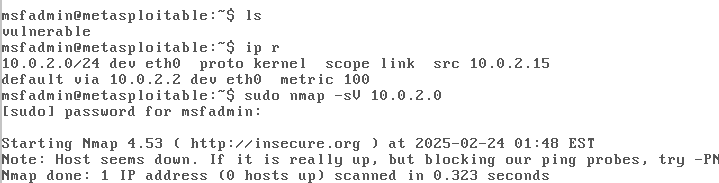 msfadmin@metasploitable:~$ ls
vulnerable
msfadmin@metasploitable:~$ ip r
10.0.2.0/24 dev eth0  proto kernel  scope link  src 10.0.2.15
default via 10.0.2.2 dev eth0  metric 100
msfadmin@metasploitable:~$ sudo nmap -sV 10.0.2.0
[sudo] password for msfadmin:
Starting Nmap 4.53 ( http://insecure.org ) at 2025-02-24 01:48 EST
Note: Host seems down. If it is really up, but blocking our ping probes, try -PN
Nmap done: 1 IP address (0 hosts up) scanned in 0.323 seconds